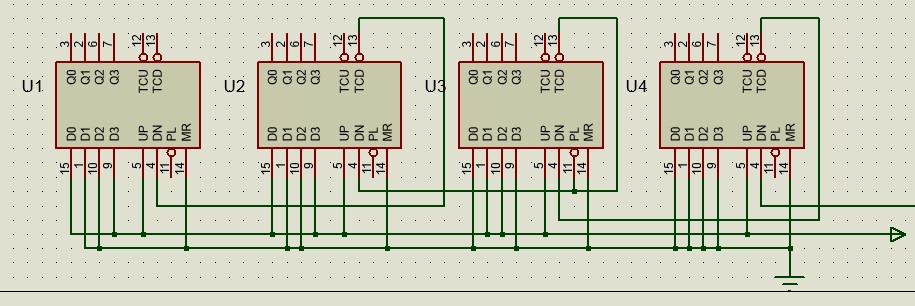 3 2 6 7 12 13 3 2 6 7 12 13 3 2 6 7 12 13 3 2 6 7 12 13
U1 Q0 Q1 Q2 Q3 TCU TCD U2 Q0 Q1 Q2 Q3 TCU TCD U3 Q0 Q1 Q2 Q3 TCU TCD U4 Q0 Q1 Q2 Q3 TCU TCD
D0 D1 D2 D3 UP DN PL MR D0 D1 D2 D3 UP DN PL MR D0 D1 D2 D3 UP DN PL MR D0 D1 D2 D3 UP DN PL MR
15 1 10 9 5 4 11 14 15 1 10 9 5 4 11 14 15 1 10 9 5 4 11 14 15 1 10 9 5 4 11 14